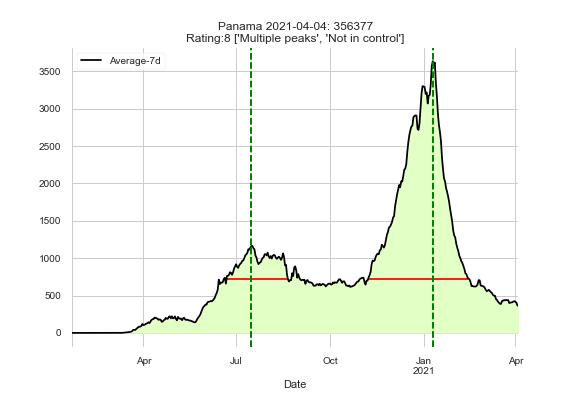 Panama 2021-04-04: 356377
Rating:8 ['Multiple peaks', 'Not in control']
Average-7d
3500
3000
2500
2000
1500
1000
500
0
Apr Jul Oct Jan Apr
2021
Date